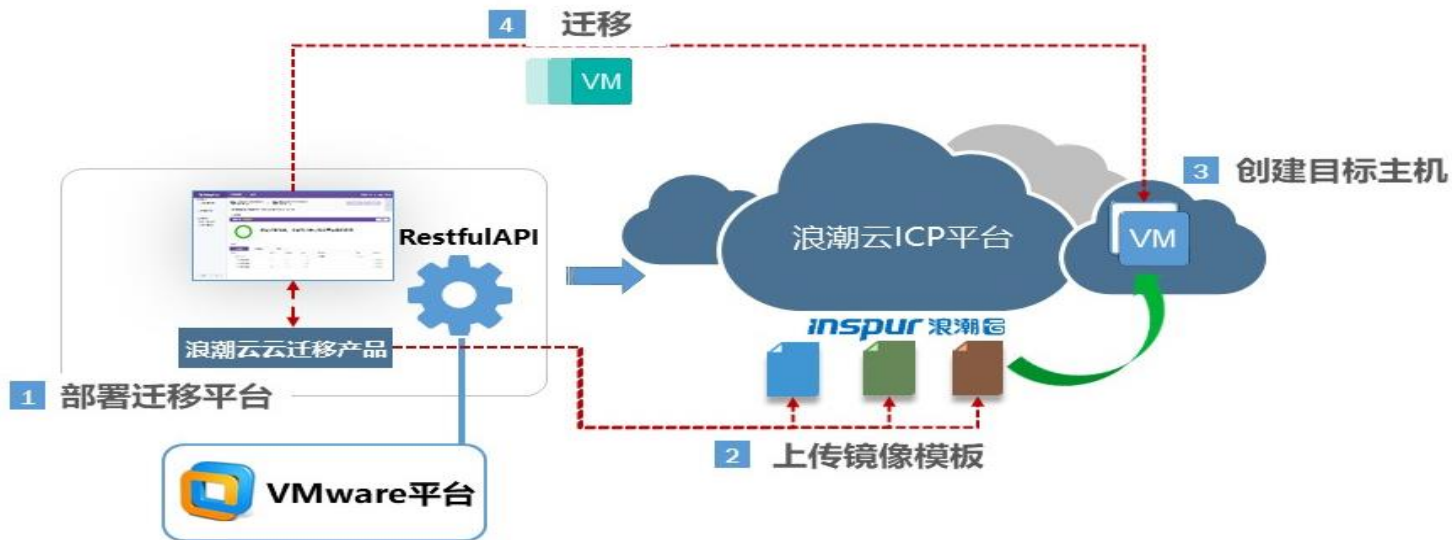 4 迁移
VM
3 创建目标主机
RestfulAPI
浪潮云ICP平台
VM
inspur 浪潮云
浪潮云云迁移产品
1 部署迁移平台
2 上传镜像模板
VMware平台